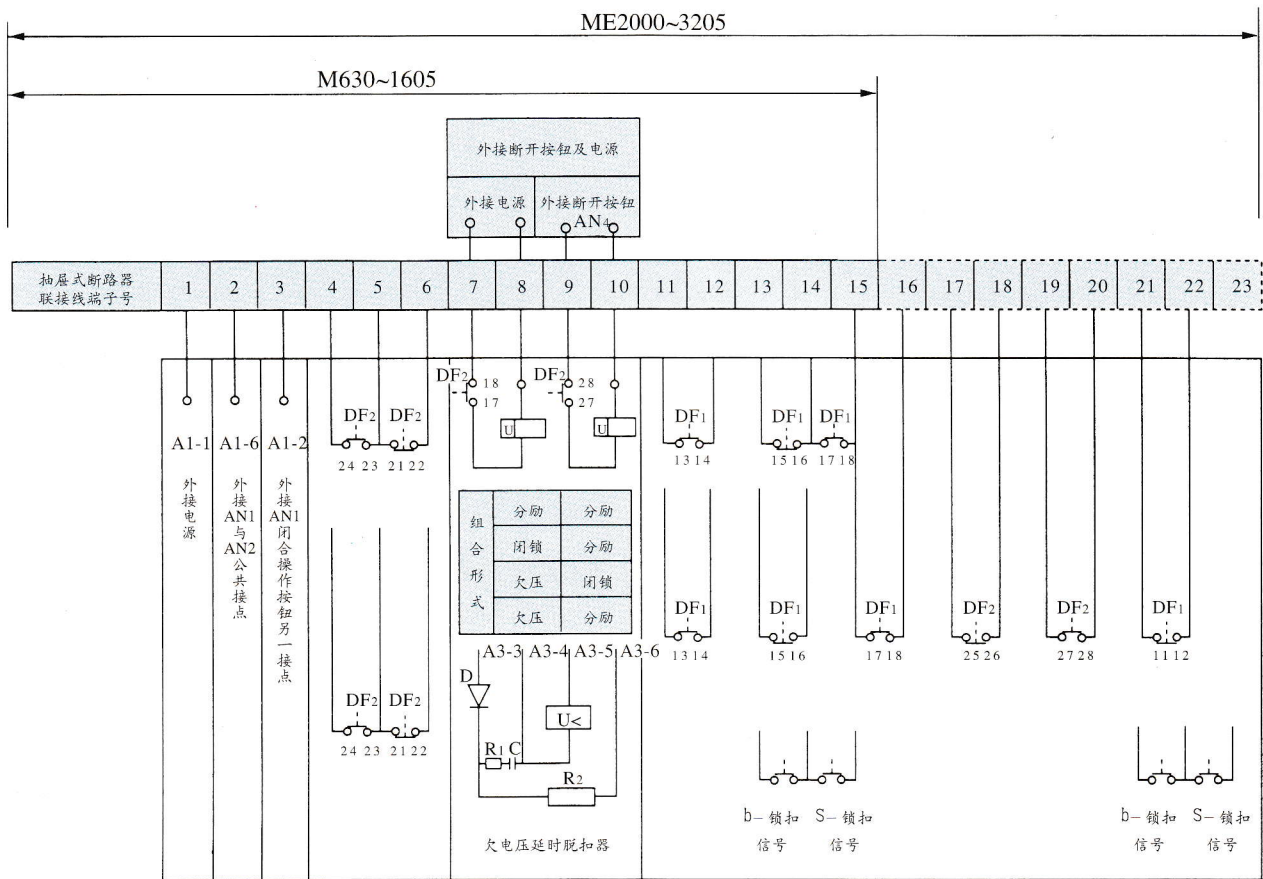 ME2000~3205
M630~1605
外接断开按钮及电源
外接电源 外接断开按钮
AN4
抽屉式断路器
联接线端子号
1 2 3 4 5 6 7 8 9 10 11 12 13 14 15 16 17 18 19 20 21 22 23
DF2 18 DF2 28
17 27
U U
DF2 DF2 DF1 DF1 DF1
24 23 21 22 13 14 15 16 17 18
A1-1 A1-6 A1-2
外接电源
外接AN1与AN2公共接点
外接AN1闭合操作按钮另一接点
组合形式
分励 分励
闭锁 分励
欠压 闭锁
欠压 分励
DF1 DF1 DF1 DF2 DF2 DF1
13 14 15 16 17 18 25 26 27 28 11 12
A3-3 A3-4 A3-5 A3-6
D
U<
DF2 DF2
24 23 21 22
R1 C
R2
欠电压延时脱扣器
b-锁扣 S-锁扣 b-锁扣 S-锁扣
信号 信号 信号 信号